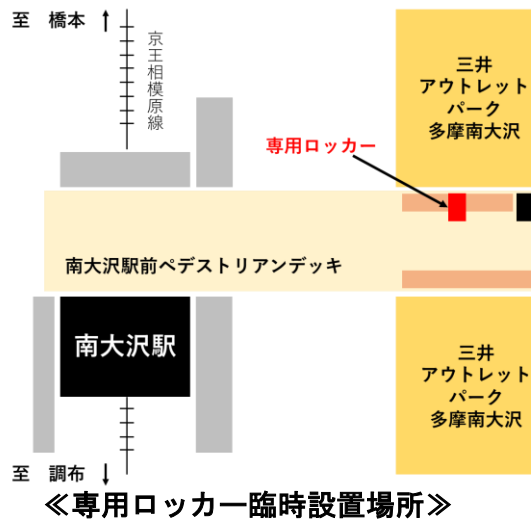 至 橋本
京王相模原線
三井
アウトレット
パーク
多摩南大沢
専用ロッカー
南大沢駅前ペデストリアンデッキ
南大沢駅
三井
アウトレット
パーク
多摩南大沢
至 調布
≪専用ロッカー臨時設置場所≫